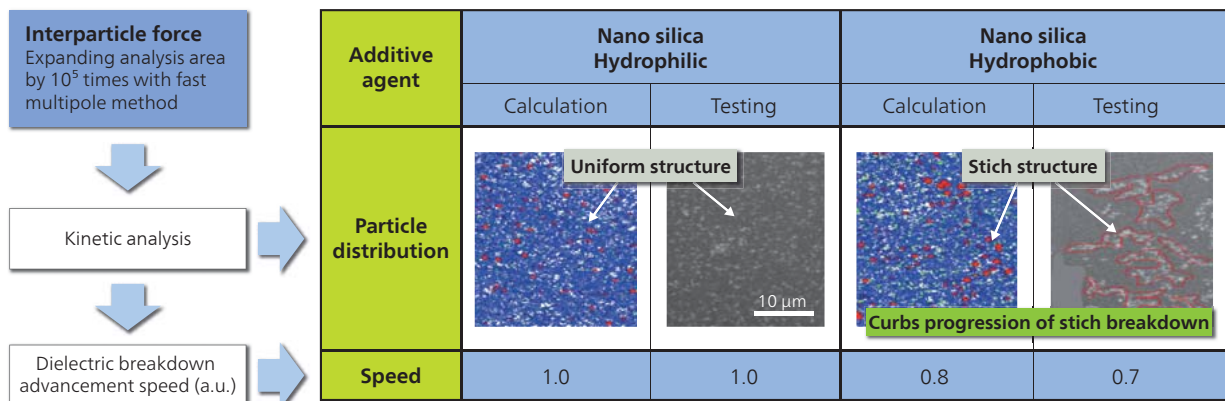 Interparticle force
Expanding analysis area
by 10⁵ times with fast
multipole method
Kinetic analysis
Dielectric breakdown
advancement speed (a.u.)
Additive
agent
Nano silica
Hydrophilic
Nano silica
Hydrophobic
Calculation
Testing
Calculation
Testing
Particle
distribution
Uniform structure
Stich structure
10 μm
Curbs progression of stich breakdown
Speed
1.0
1.0
0.8
0.7